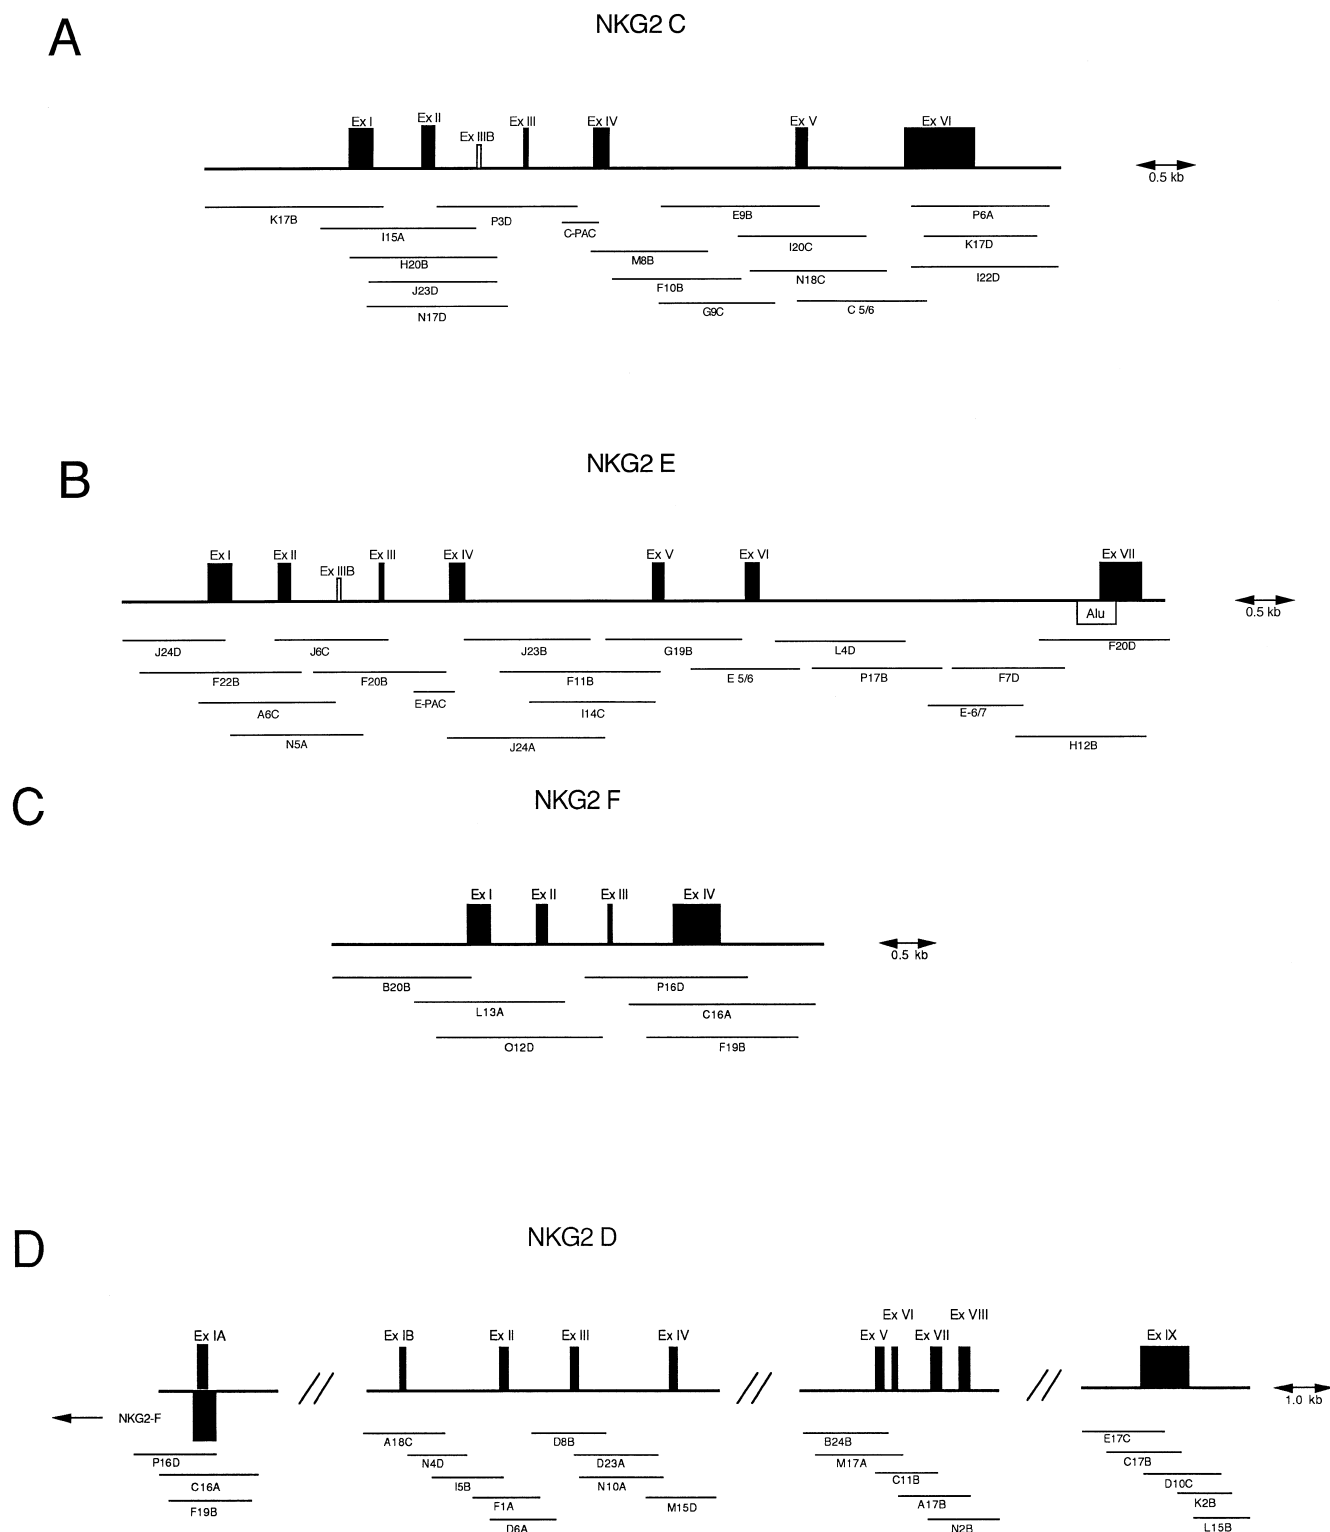 A
NKG2 C
Ex I
Ex II
Ex IIIB
Ex III
Ex IV
Ex V
Ex VI
0.5 kb
K17B
I15A
H20B
J23D
N17D
P3D
C-PAC
M8B
F10B
G9C
E9B
I20C
N18C
C 5/6
P6A
K17D
I22D
B
NKG2 E
Ex I
Ex II
Ex IIIB
Ex III
Ex IV
Ex V
Ex VI
Ex VII
Alu
0.5 kb
J24D
F22B
A6C
N5A
J6C
F20B
E-PAC
J24A
J23B
F11B
I14C
G19B
E 5/6
L4D
P17B
F7D
E-6/7
H12B
F20D
C
NKG2 F
Ex I
Ex II
Ex III
Ex IV
0.5 kb
B20B
L13A
O12D
P16D
C16A
F19B
D
NKG2 D
Ex IA
Ex IB
Ex II
Ex III
Ex IV
Ex V
Ex VI
Ex VII
Ex VIII
Ex IX
1.0 kb
NKG2-F
P16D
C16A
F19B
A18C
N4D
I5B
F1A
D6A
D8B
D23A
N10A
M15D
B24B
M17A
C11B
A17B
N2B
E17C
C17B
D10C
K2B
L15B